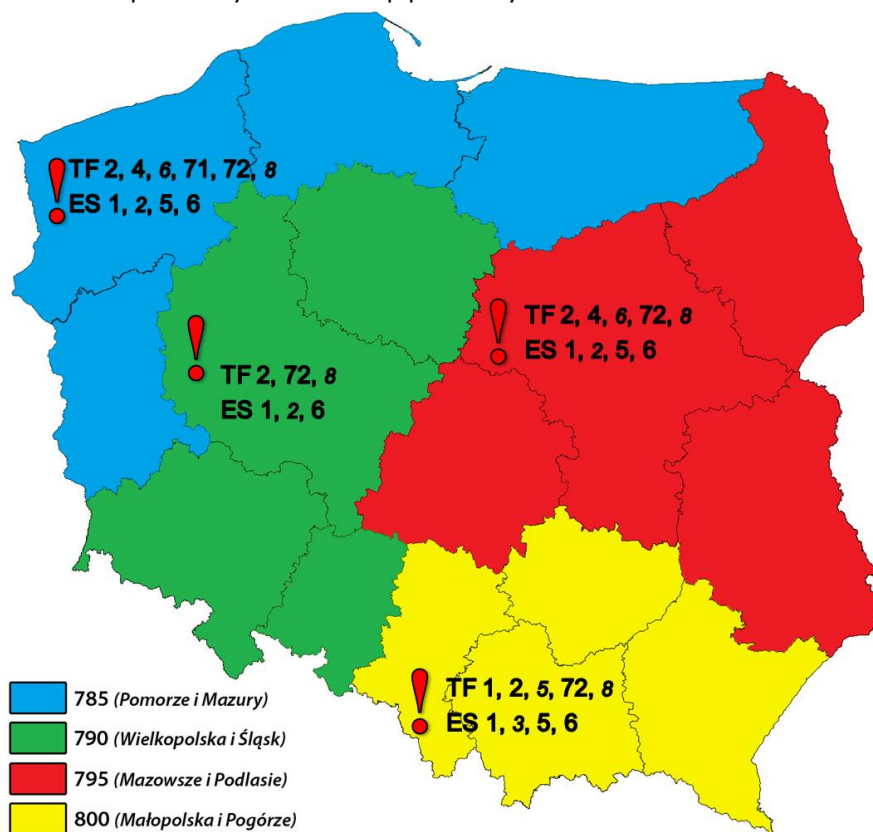 TF 2, 4, 6, 71, 72, 8
ES 1, 2, 5, 6
TF 2, 4, 6, 72, 8
ES 1, 2, 5, 6
TF 2, 72, 8
ES 1, 2, 6
TF 1, 2, 5, 72, 8
ES 1, 3, 5, 6
785 (Pomorze i Mazury)
790 (Wielkopolska i Śląsk)
795 (Mazowsze i Podlasie)
800 (Małopolska i Pogórze)